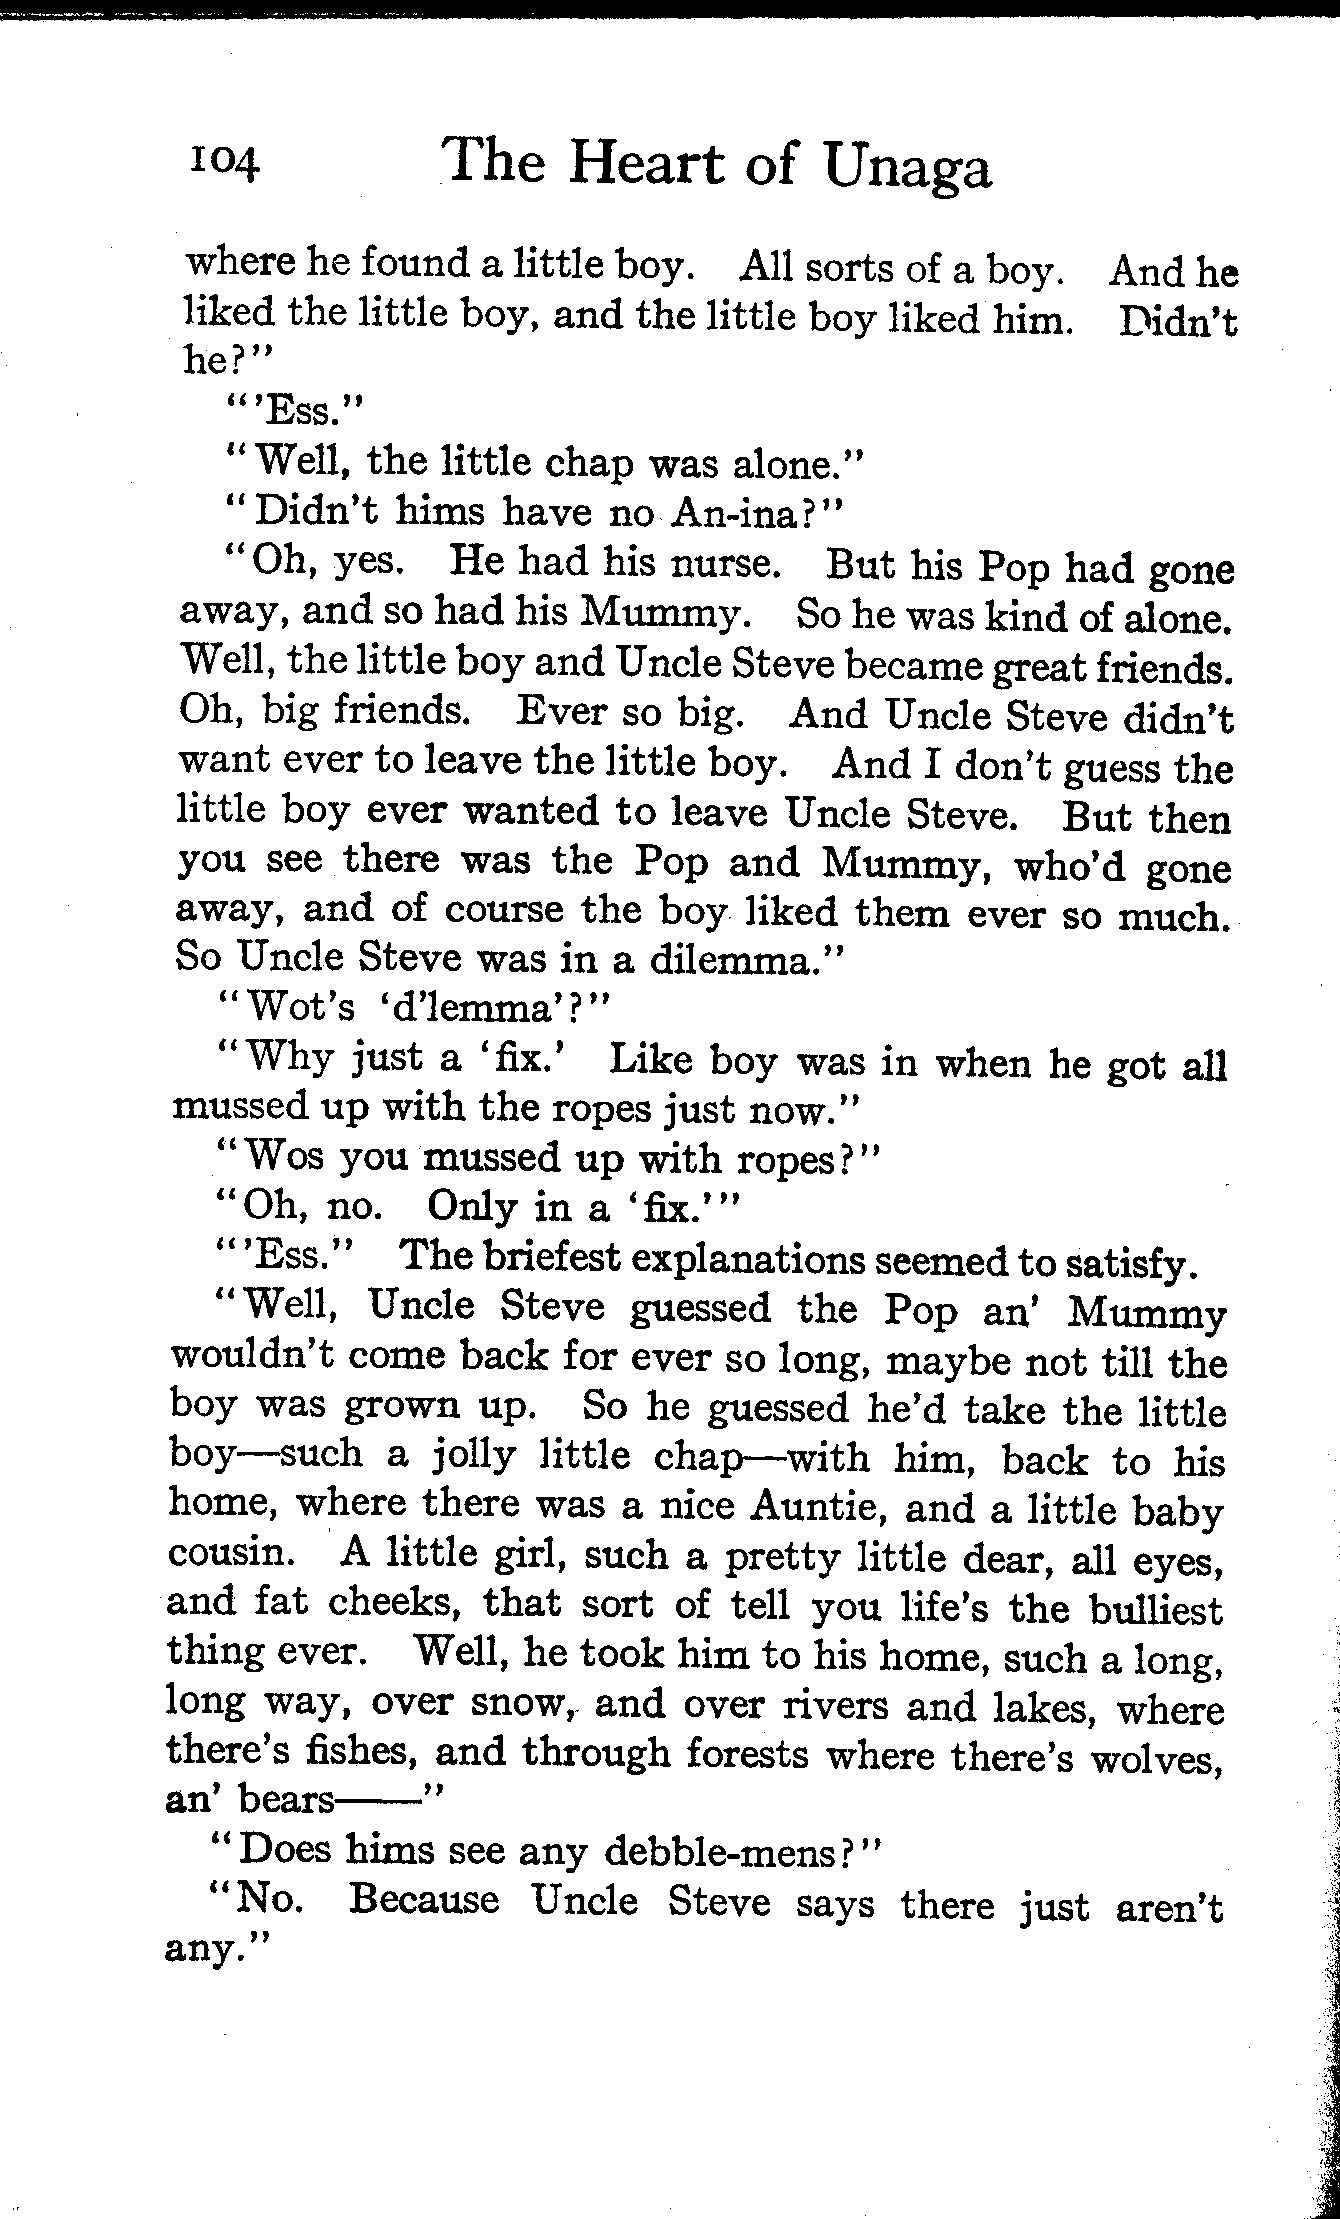 104 The Heart of Unaga
where he found a little boy. All sorts of a boy. And he
liked the little boy, and the little boy liked him. Didn't
he?"
"'Ess."
"Well, the little chap was alone."
"Didn't hims have no An-ina?"
"Oh, yes. He had his nurse. But his Pop had gone
away, and so had his Mummy. So he was kind of alone.
Well, the little boy and Uncle Steve became great friends.
Oh, big friends. Ever so big. And Uncle Steve didn't
want ever to leave the little boy. And I don't guess the
little boy ever wanted to leave Uncle Steve. But then
you see there was the Pop and Mummy, who'd gone
away, and of course the boy liked them ever so much.
So Uncle Steve was in a dilemma."
"Wot's 'd'lemma'?"
"Why just a 'fix.' Like boy was in when he got all
mussed up with the ropes just now."
"Wos you mussed up with ropes?"
"Oh, no. Only in a 'fix.'"
"'Ess." The briefest explanations seemed to satisfy.
"Well, Uncle Steve guessed the Pop an' Mummy
wouldn't come back for ever so long, maybe not till the
boy was grown up. So he guessed he'd take the little
boy—such a jolly little chap—with him, back to his
home, where there was a nice Auntie, and a little baby
cousin. A little girl, such a pretty little dear, all eyes,
and fat cheeks, that sort of tell you life's the bulliest
thing ever. Well, he took him to his home, such a long,
long way, over snow, and over rivers and lakes, where
there's fishes, and through forests where there's wolves,
an' bears——"
"Does hims see any debble-mens?"
"No. Because Uncle Steve says there just aren't
any."